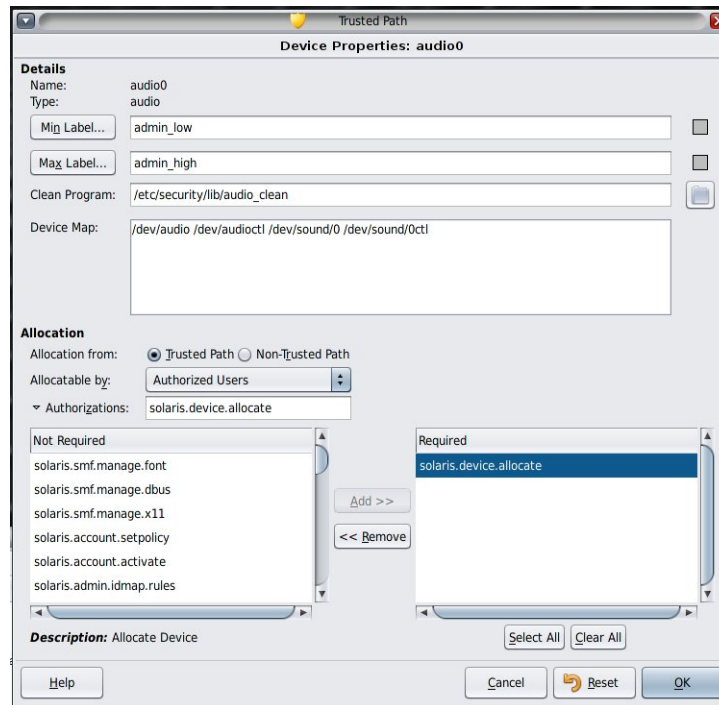 Trusted Path
Device Properties: audio0
Details
Name: audio0
Type: audio
Min Label... admin_low
Max Label... admin_high
Clean Program: /etc/security/lib/audio_clean
Device Map: /dev/audio /dev/audioctl /dev/sound/0 /dev/sound/0ctl
Allocation
Allocation from: Trusted Path Non-Trusted Path
Allocatable by: Authorized Users
Authorizations: solaris.device.allocate
Not Required Required
solaris.smf.manage.font solaris.device.allocate
solaris.smf.manage.dbus
solaris.smf.manage.x11
Add >>
solaris.account.setpolicy
<< Remove
solaris.account.activate
solaris.admin.idmap.rules
Description: Allocate Device Select All Clear All
Help Cancel Reset OK